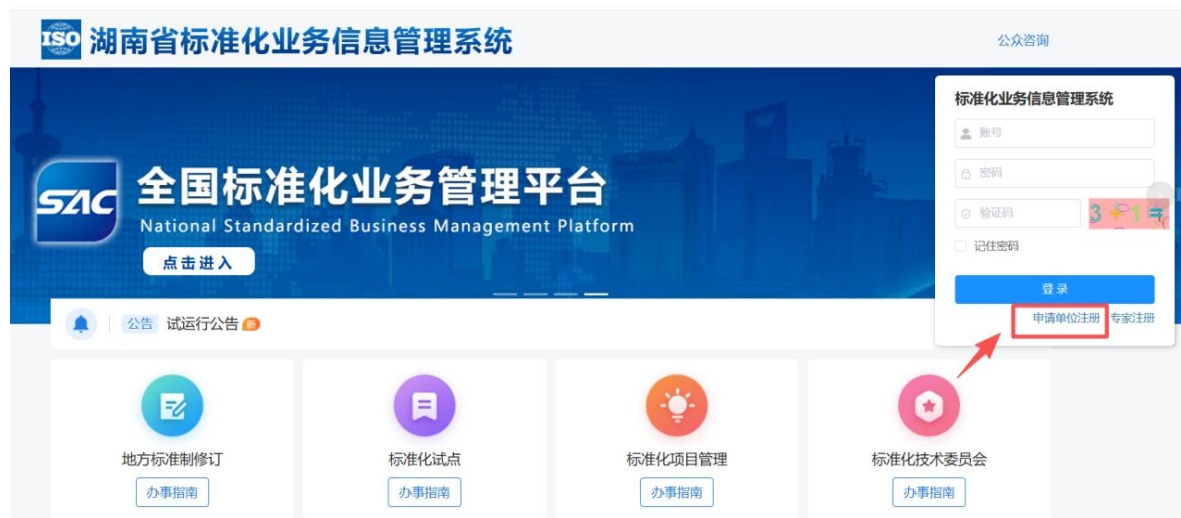 ISO 湖南省标准化业务信息管理系统
公众咨询
标准化业务信息管理系统
账号
密码
验证码
3+1=
记住密码
登录
申请单位注册 专家注册
SAC 全国标准化业务管理平台
National Standardized Business Management Platform
点击进入
公告 试运行公告 新
地方标准制修订
办事指南
标准化试点
办事指南
标准化项目管理
办事指南
标准化技术委员会
办事指南